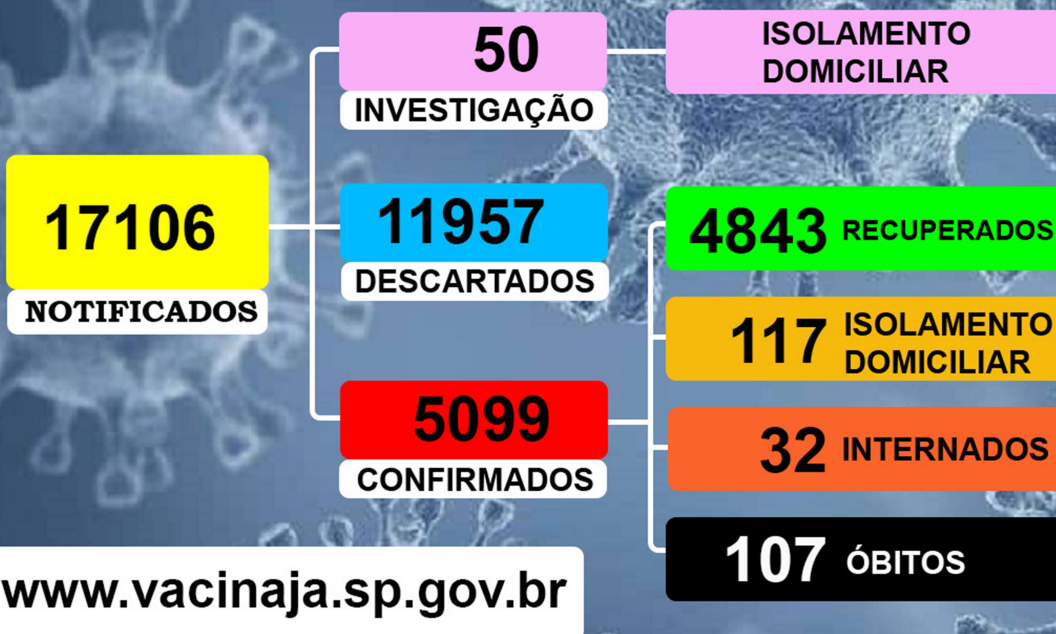 17106
NOTIFICADOS
50
INVESTIGAÇÃO
ISOLAMENTO
DOMICILIAR
11957
DESCARTADOS
5099
CONFIRMADOS
4843 RECUPERADOS
117 ISOLAMENTO
DOMICILIAR
32 INTERNADOS
107 ÓBITOS
www.vacinaja.sp.gov.br